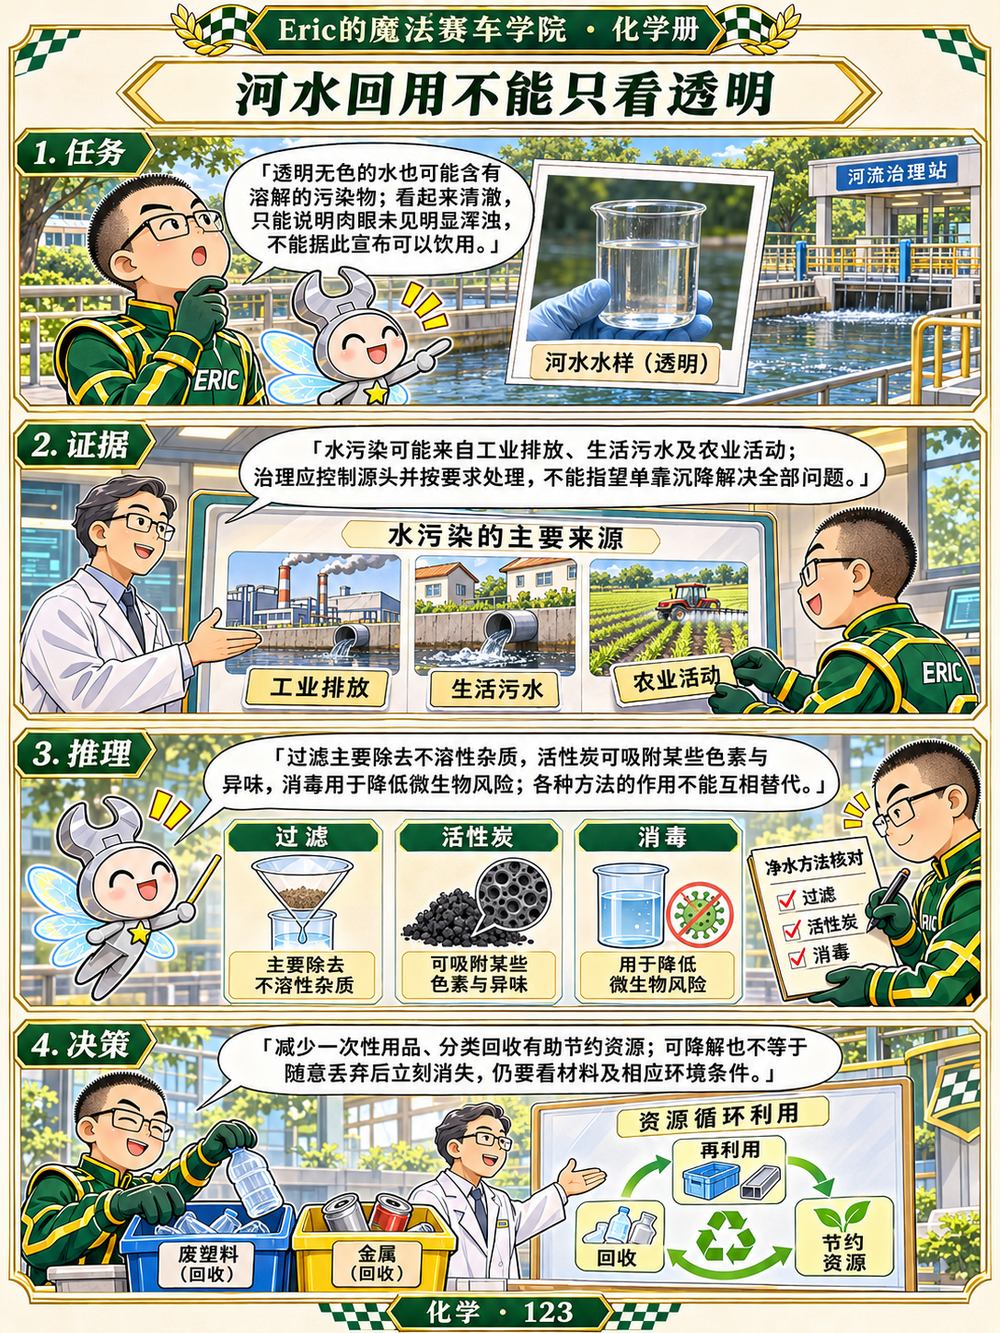 Eric的魔法赛车学院 · 化学册
河水回用不能只看透明
1. 任务
「透明无色的水也可能含有
溶解的污染物；看起来清澈，
只能说明肉眼未见明显浑浊，
不能据此宣布可以饮用。」
河流治理站
河水水样（透明）
ERIC
2. 证据
「水污染可能来自工业排放、生活污水及农业活动；
治理应控制源头并按要求处理，不能指望单靠沉降解决全部问题。」
水污染的主要来源
工业排放
生活污水
农业活动
ERIC
3. 推理
「过滤主要除去不溶性杂质，活性炭可吸附某些色素与
异味，消毒用于降低微生物风险；各种方法的作用不能互相替代。」
过滤
主要除去
不溶性杂质
活性炭
可吸附某些
色素与异味
消毒
用于降低
微生物风险
净水方法核对
过滤
活性炭
消毒
ERIC
4. 决策
「减少一次性用品、分类回收有助节约资源；可降解也不等于
随意丢弃后立刻消失，仍要看材料及相应环境条件。」
资源循环利用
再利用
回收
节约
资源
废塑料
（回收）
金属
（回收）
化学 · 123